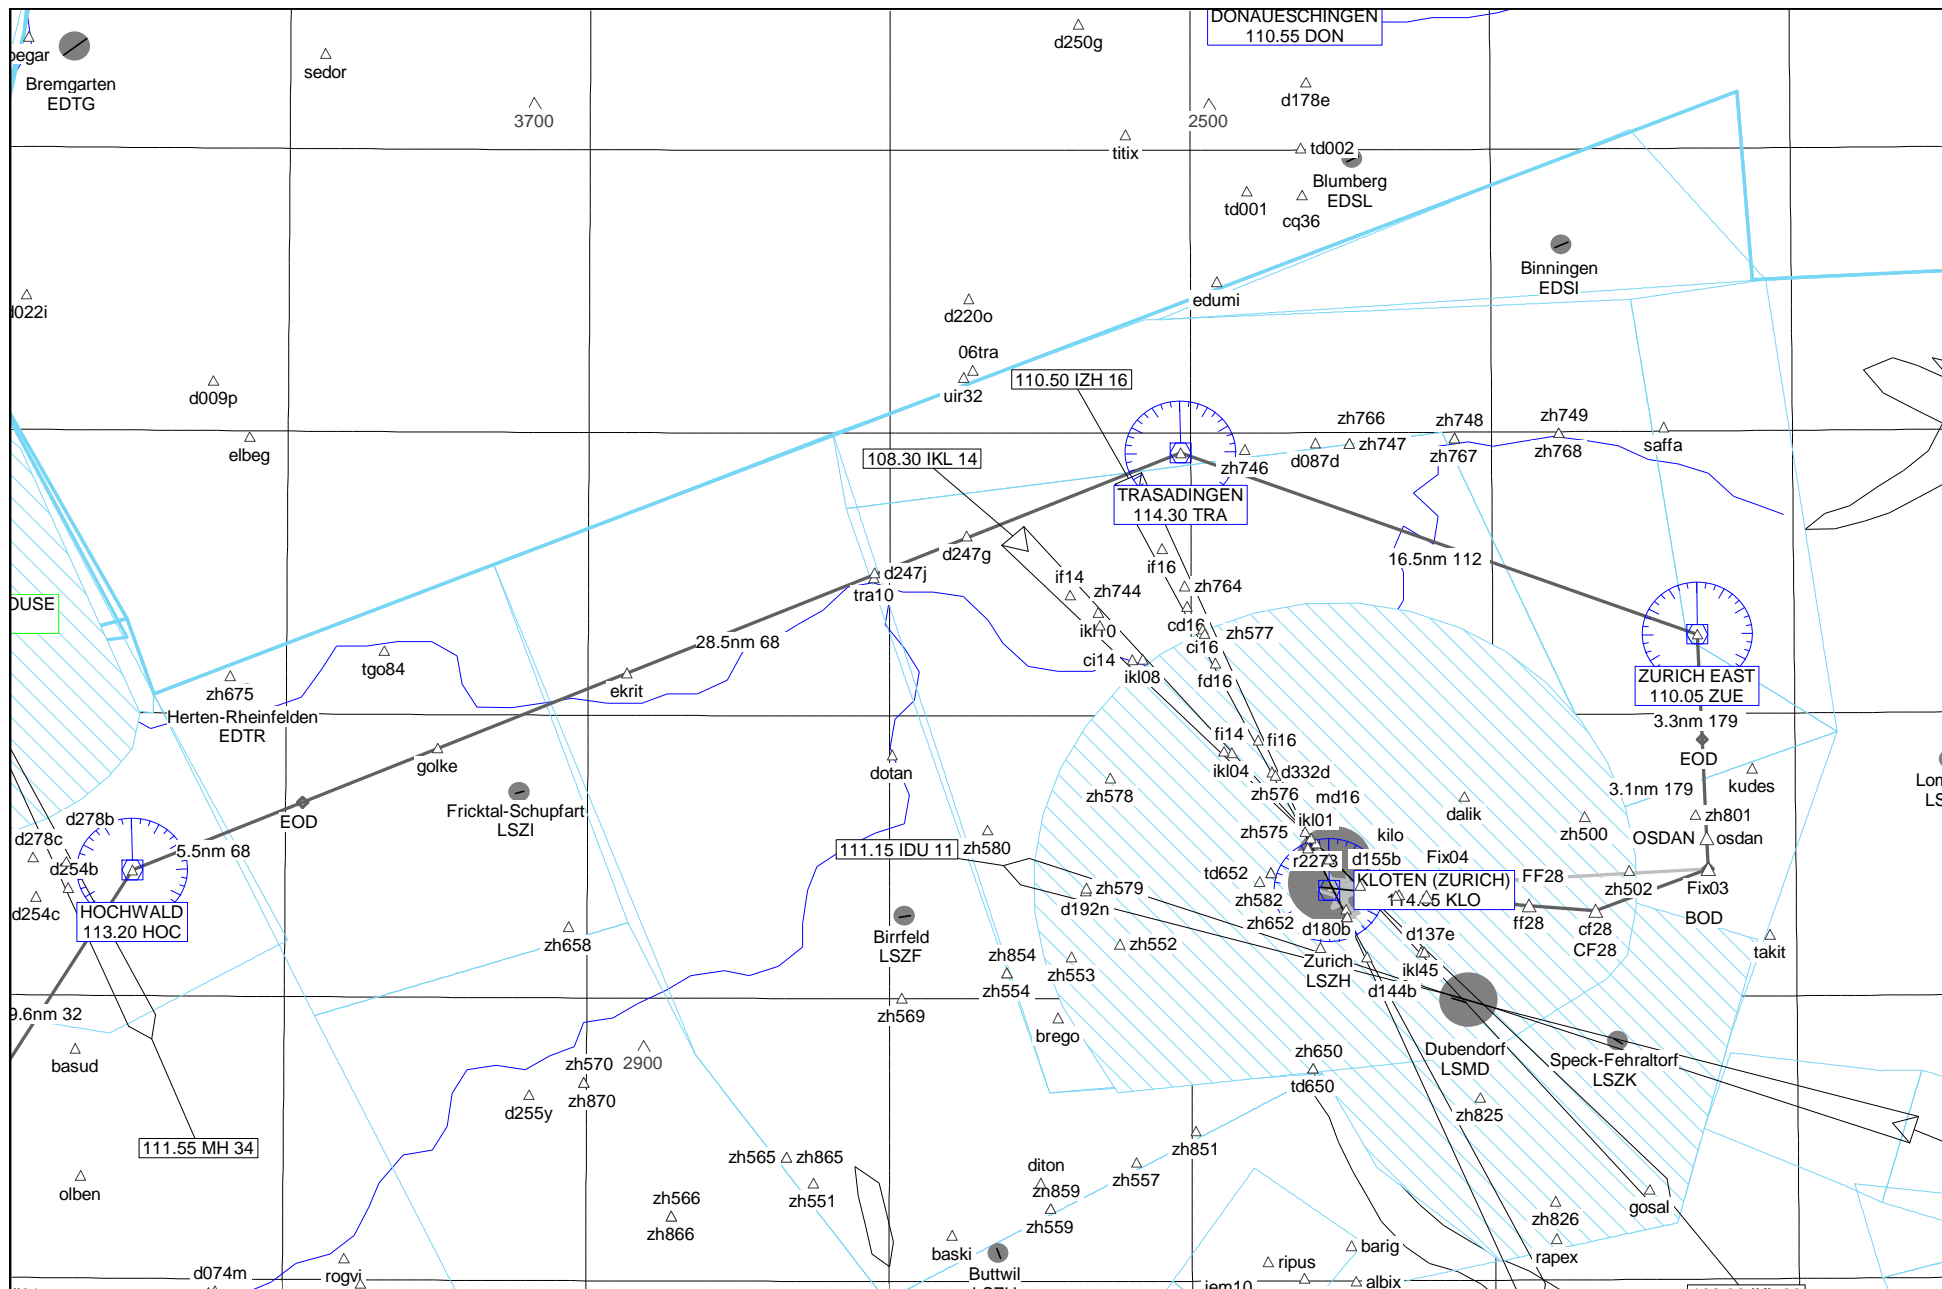 DONAUESCHINGEN
110.55 DON
d250g
sedor
Bremgarten
EDTG
d178e
3700
2500
titix
td002
Blumberg
EDSL
td001
cq36
Binningen
EDSI
edumi
d220o
06tra
uir32
110.50 IZH 16
d009p
elbeg
108.30 IKL 14
zh766
zh747
zh748
zh767
zh749
zh768
saffa
zh746
d087d
TRASADINGEN
114.30 TRA
d247g
16.5nm 112
d247j
tra10
if16
if14
zh764
zh744
cd16
zh577
ci16
ci14
ikl08
fd16
28.5nm 68
ekrit
tgo84
zh675
Herten-Rheinfelden
EDTR
ZURICH EAST
110.05 ZUE
3.3nm 179
EOD
golke
dotan
fi14
fi16
ikl04
d332d
zh576
zh578
md16
kudes
3.1nm 179
Fricktal-Schupfart
LSZI
EOD
d278b
d278c
d254b
5.5nm 68
d254c
HOCHWALD
113.20 HOC
zh580
111.15 IDU 11
zh575
ikl01
kilo
dalik
zh500
zh801
OSDAN
osdan
r2273
d155b
Fix04
td652
zh582
KLOTEN (ZURICH)
FF28
zh502
Fix03
BOD
zh579
d192n
zh652
d180b
d137e
ff28
cf28
CF28
takit
zh658
Birrfeld
LSZF
zh854
zh554
zh553
zh552
Zurich
LSZH
ikl45
d144b
9.6nm 32
zh569
brego
basud
2900
zh570
zh870
d255y
zh650
td650
Dubendorf
LSMD
Speck-Fehraltorf
LSZK
zh825
111.55 MH 34
olben
zh565
zh865
zh551
diton
zh559
zh557
zh851
zh566
zh866
baski
Buttwil
gosal
zh826
rapex
barig
ripus
albix
d074m
rogvi